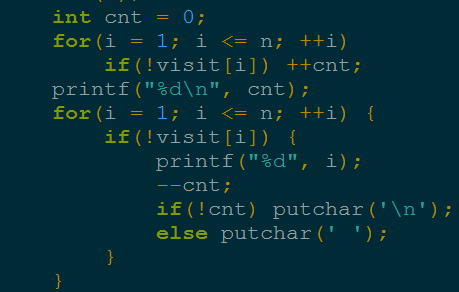 int cnt = 0;
for(i = 1; i <= n; ++i)
    if(!visit[i]) ++cnt;
printf("%d\n", cnt);
for(i = 1; i <= n; ++i) {
    if(!visit[i]) {
        printf("%d", i);
        --cnt;
        if(!cnt) putchar('\n');
        else putchar(' ');
    }
}